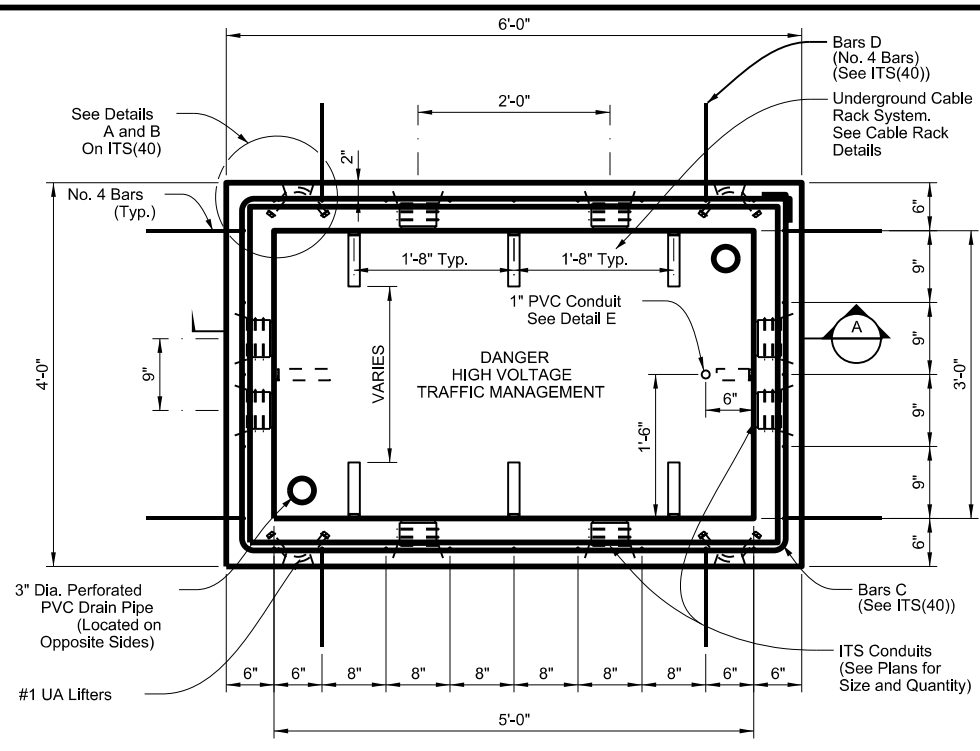 6'-0"
Bars D
(No. 4 Bars)
(See ITS(40))
2'-0"
Underground Cable
Rack System.
See Cable Rack
Details
See Details
A and B
On ITS(40)
2"
No. 4 Bars
(Typ.)
6"
9"
9"
9"
9"
6"
3'-0"
1'-8" Typ.
1'-8" Typ.
1" PVC Conduit
See Detail E
A
4'-0"
9"
VARIES
DANGER
HIGH VOLTAGE
TRAFFIC MANAGEMENT
6"
1'-6"
3" Dia. Perforated
PVC Drain Pipe
(Located on
Opposite Sides)
Bars C
(See ITS(40))
ITS Conduits
(See Plans for
Size and Quantity)
#1 UA Lifters
6"
6"
8"
8"
8"
8"
8"
8"
6"
6"
5'-0"